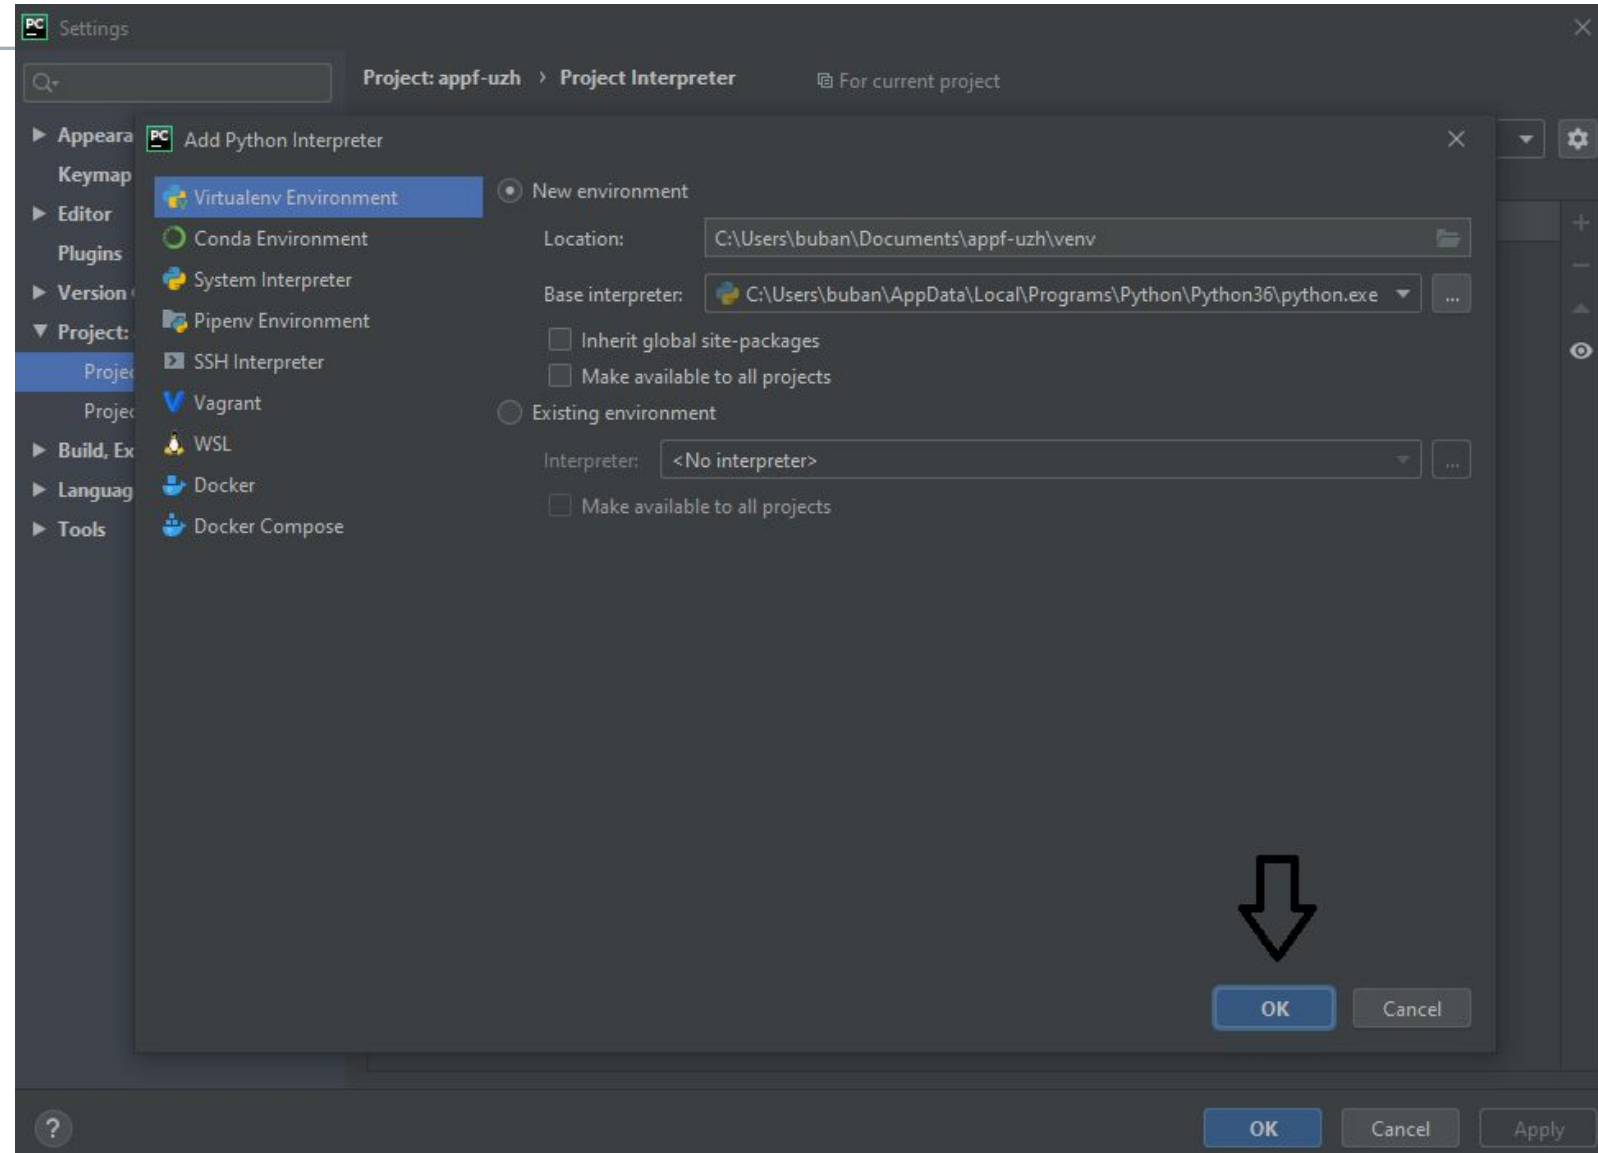 PC Settings
Project: appf-uzh › Project Interpreter For current project
PC Add Python Interpreter
Appeara
Keymap
Editor
Plugins
Version
Project:
Projec
Projec
Build, Ex
Languag
Tools
Virtualenv Environment
Conda Environment
System Interpreter
Pipenv Environment
SSH Interpreter
Vagrant
WSL
Docker
Docker Compose
New environment
Location: C:\Users\buban\Documents\appf-uzh\venv
Base interpreter: C:\Users\buban\AppData\Local\Programs\Python\Python36\python.exe ...
Inherit global site-packages
Make available to all projects
Existing environment
Interpreter: <No interpreter> ...
Make available to all projects
OK Cancel
? OK Cancel Apply